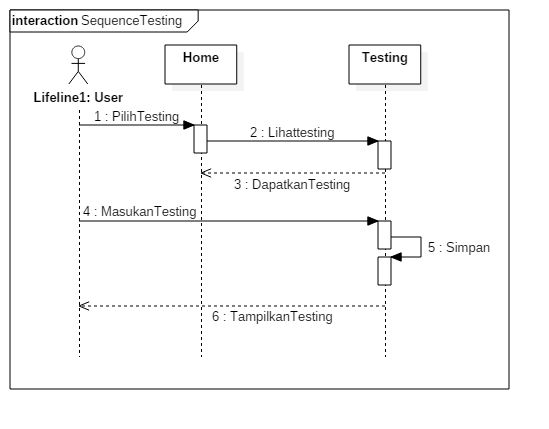 interaction SequenceTesting
Home
Testing
Lifeline1: User
1 : PilihTesting
2 : Lihattesting
3 : DapatkanTesting
4 : MasukanTesting
5 : Simpan
6 : TampilkanTesting